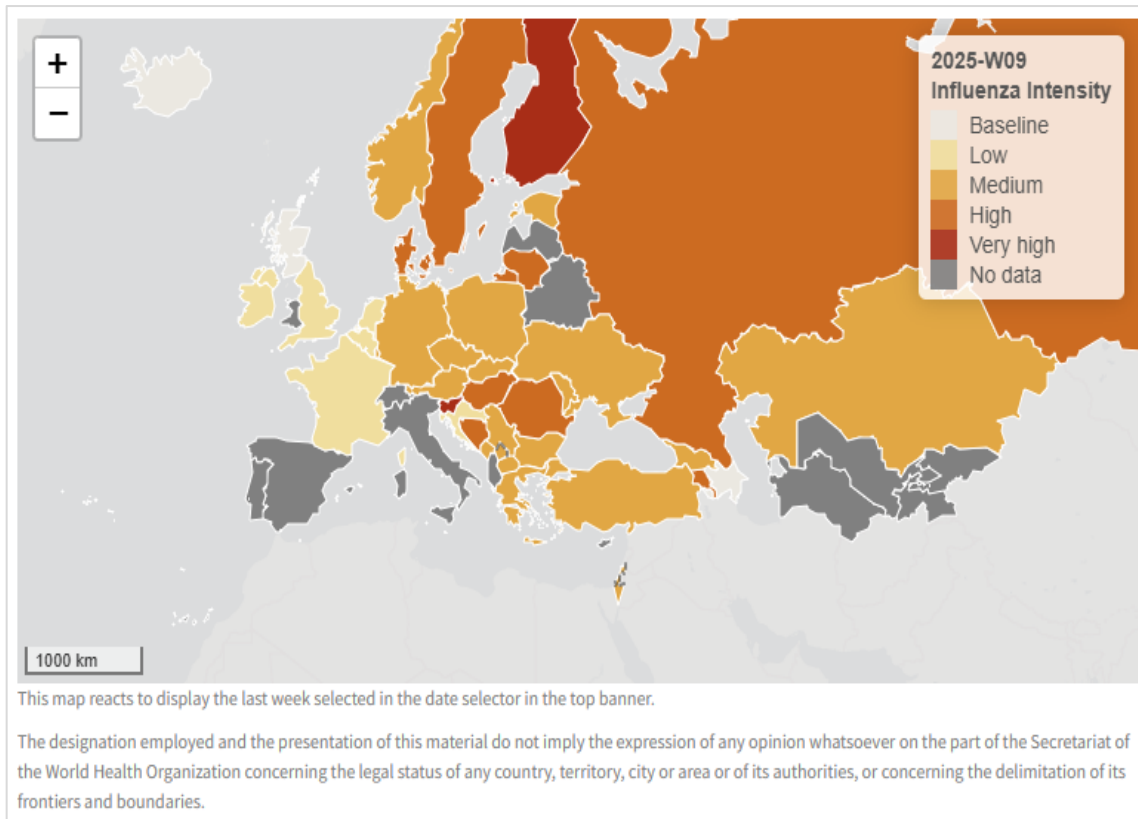 +
−
2025-W09
Influenza Intensity
Baseline
Low
Medium
High
Very high
No data
1000 km
This map reacts to display the last week selected in the date selector in the top banner.
The designation employed and the presentation of this material do not imply the expression of any opinion whatsoever on the part of the Secretariat of
the World Health Organization concerning the legal status of any country, territory, city or area or of its authorities, or concerning the delimitation of its
frontiers and boundaries.